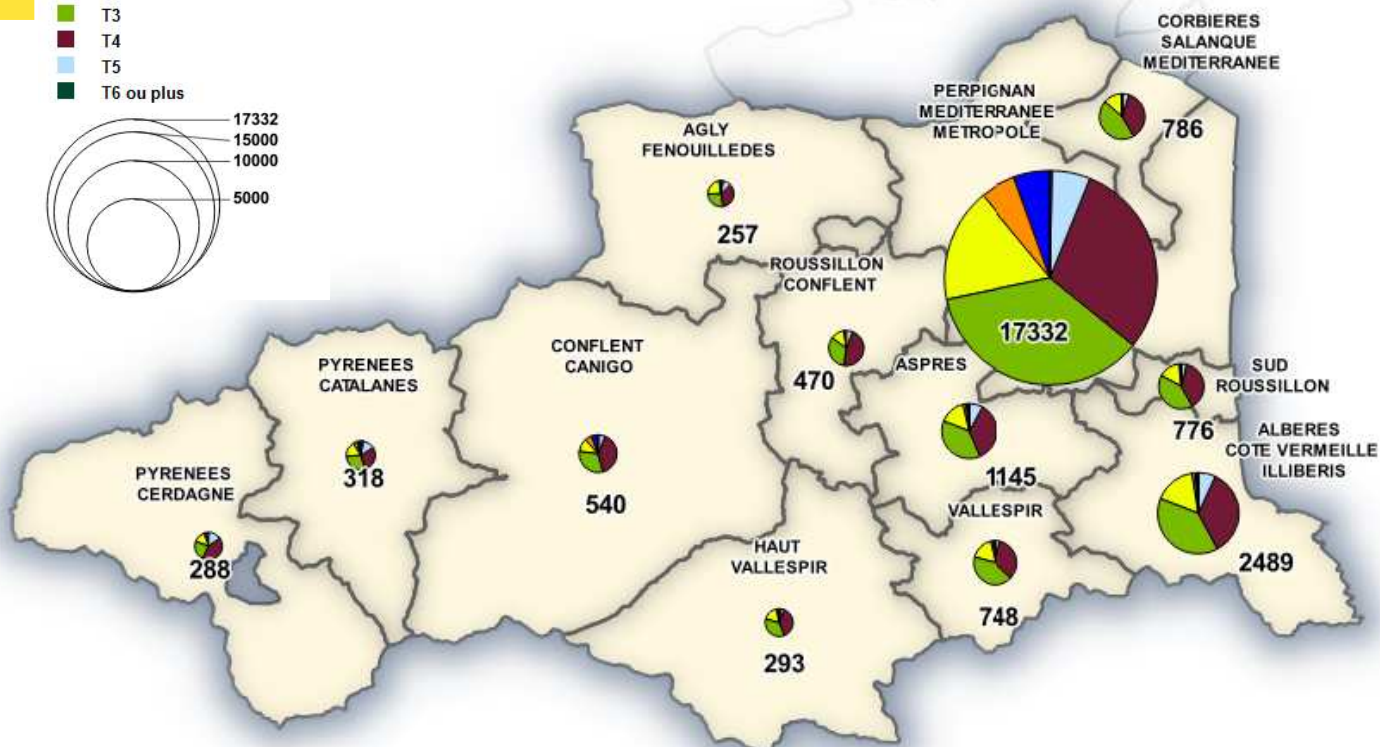 T3
T4
T5
T6 ou plus
17332
15000
10000
5000
CORBIERES
SALANQUE
MEDITERRANEE
786
PERPIGNAN
MEDITERRANEE
METROPOLE
17332
AGLY
FENOUILLEDES
257
ROUSSILLON
CONFLENT
470
ASPRES
1145
SUD
ROUSSILLON
776
ALBERES
COTE VERMEILLE
ILLIBERIS
2489
CONFLENT
CANIGO
540
PYRENEES
CATALANES
318
PYRENEES
CERDAGNE
288
VALLESPIR
748
HAUT
VALLESPIR
293